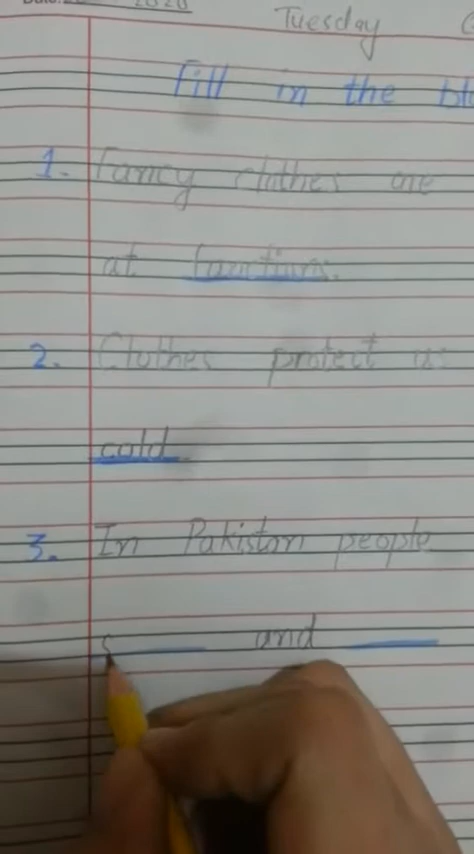 2020
Tuesday
Fill in the
1. Fancy clothes are
at functions.
2. Clothes protect us
cold
3. In Pakistan people
and